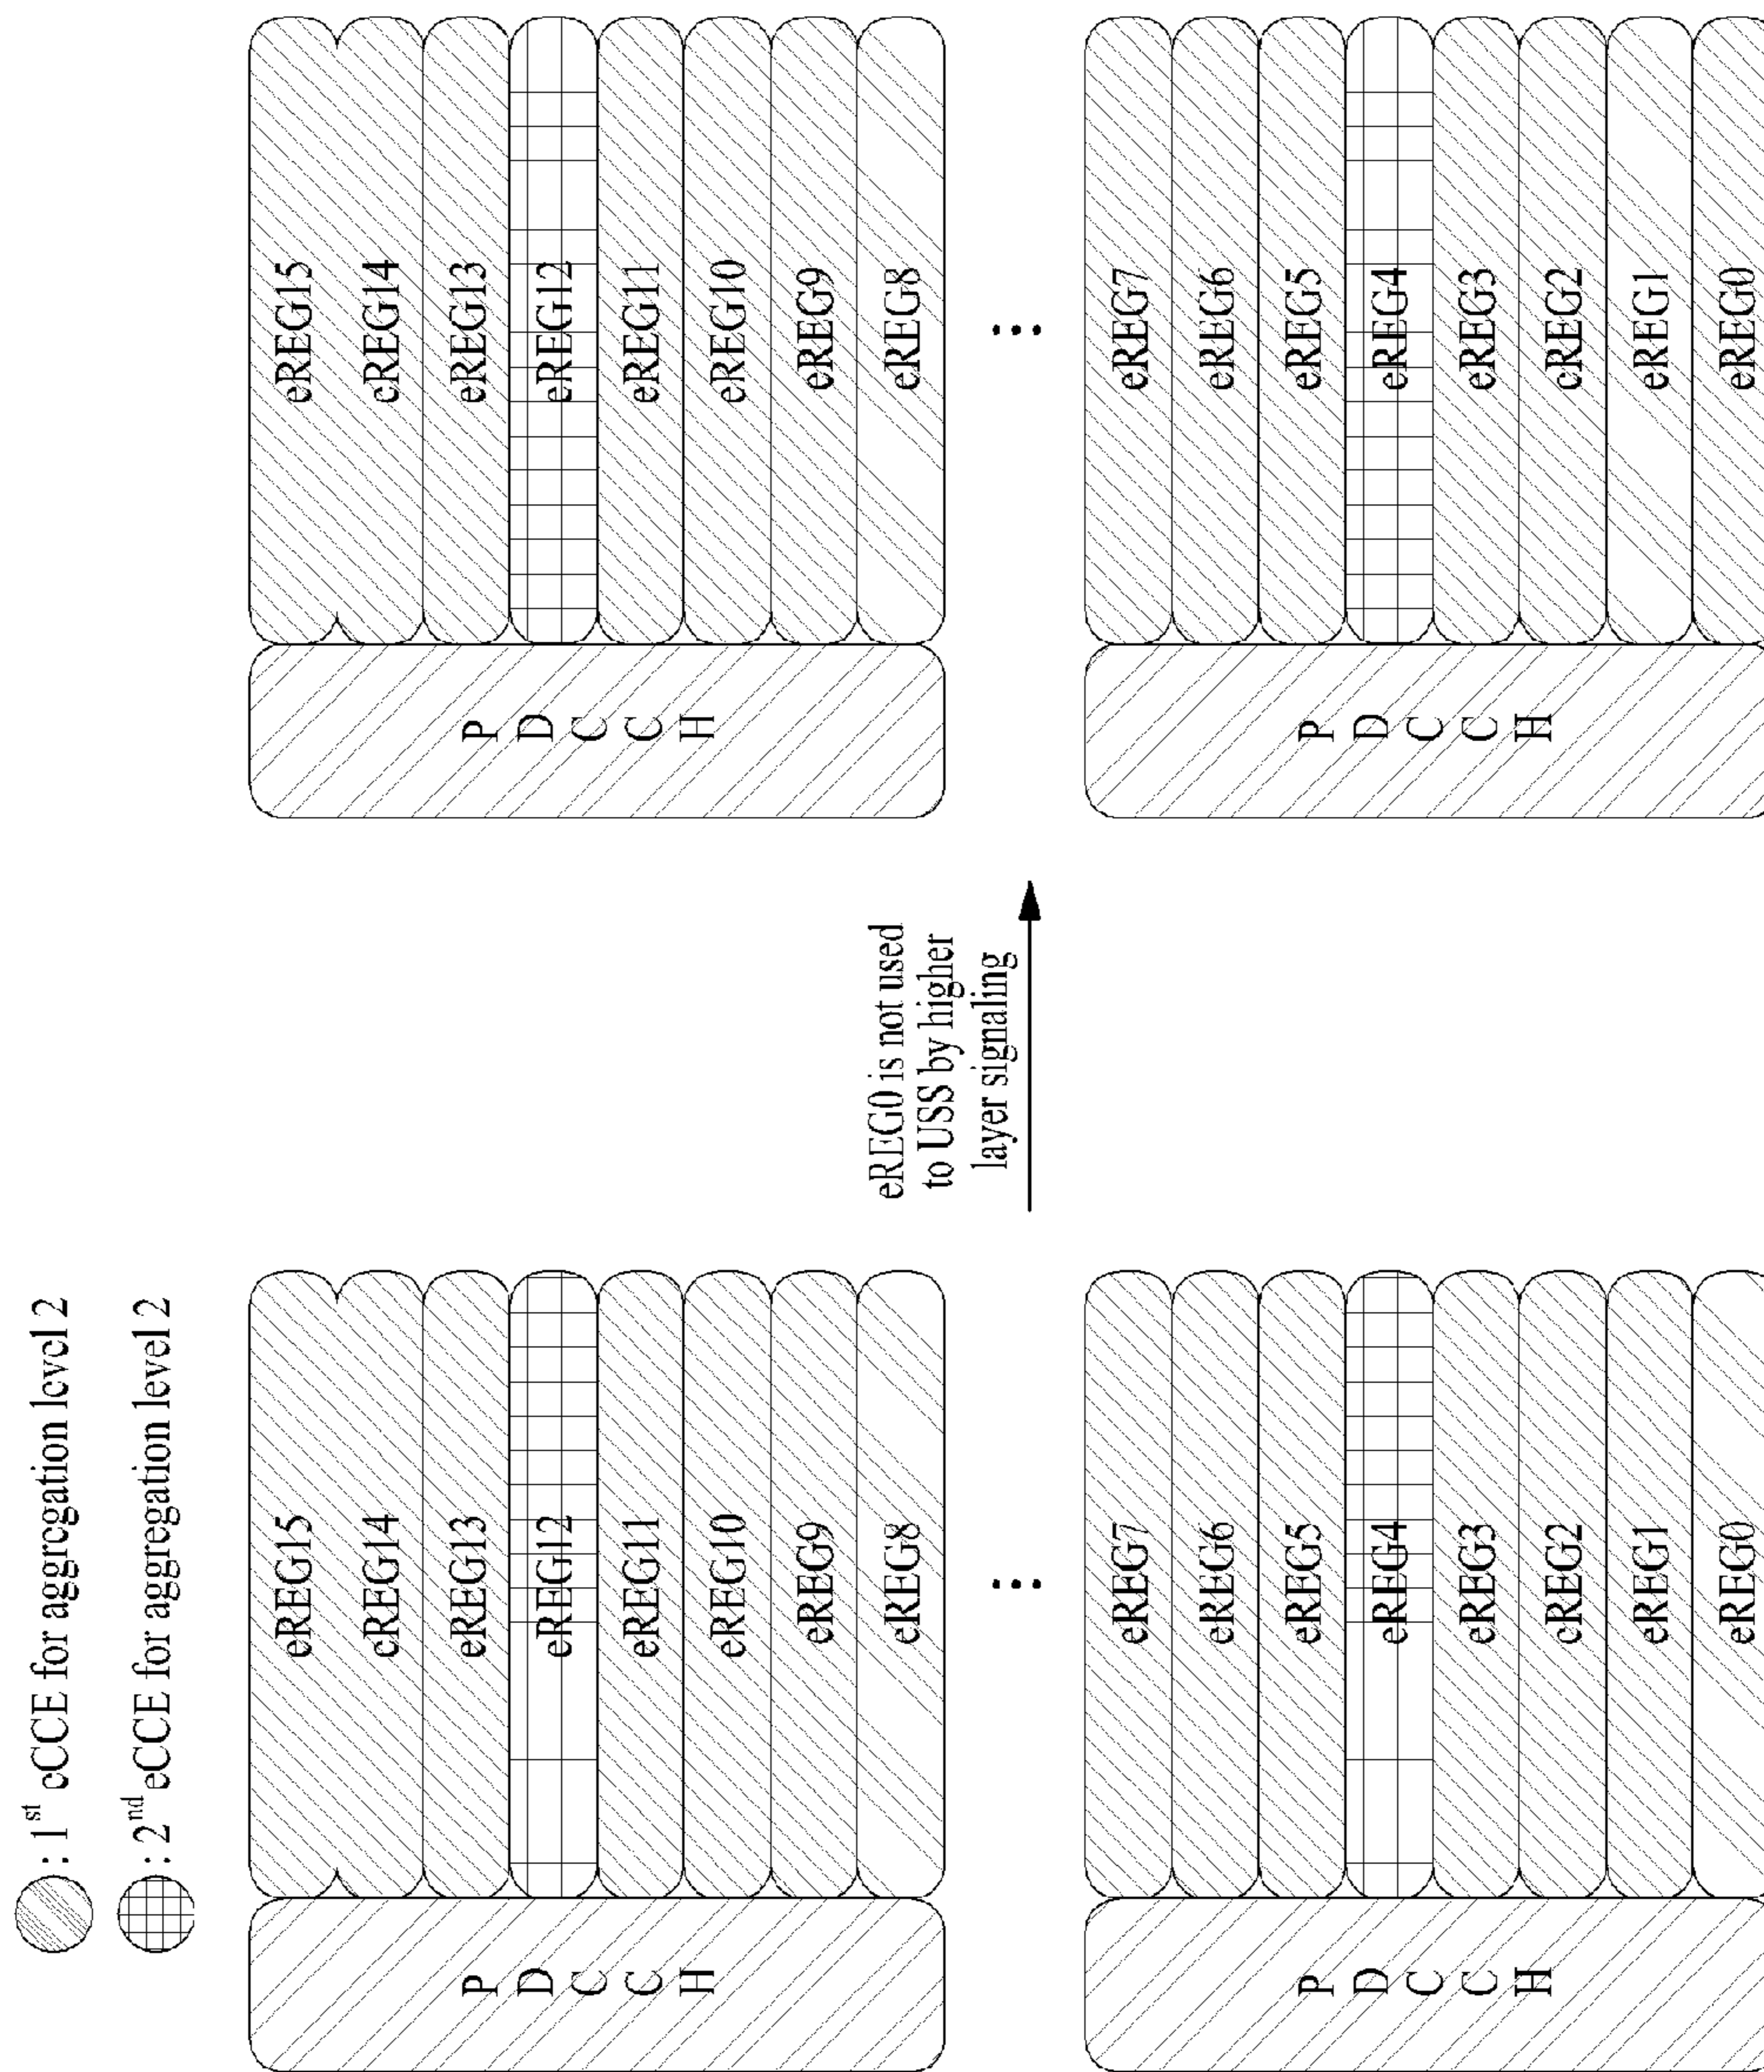 : 1st eCCE for aggregation level 2
: 2nd eCCE for aggregation level 2
PDCCH
eREG15
eREG14
eREG13
eREG12
eREG11
eREG10
eREG9
eREG8
PDCCH
eREG7
eREG6
eREG5
eREG4
eREG3
eREG2
eREG1
eREG0
eREG0 is not used
to USS by higher
layer signaling
PDCCH
eREG15
eREG14
eREG13
eREG12
eREG11
eREG10
eREG9
eREG8
PDCCH
eREG7
eREG6
eREG5
eREG4
eREG3
eREG2
eREG1
eREG0